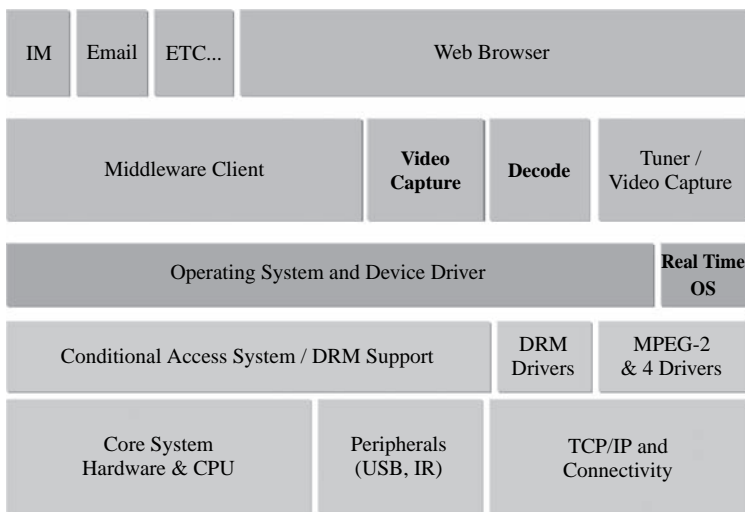 IM
Email
ETC...
Web Browser
Middleware Client
Video
Capture
Decode
Tuner /
Video Capture
Operating System and Device Driver
Real Time
OS
Conditional Access System / DRM Support
DRM
Drivers
MPEG-2
& 4 Drivers
Core System
Hardware & CPU
Peripherals
(USB, IR)
TCP/IP and
Connectivity